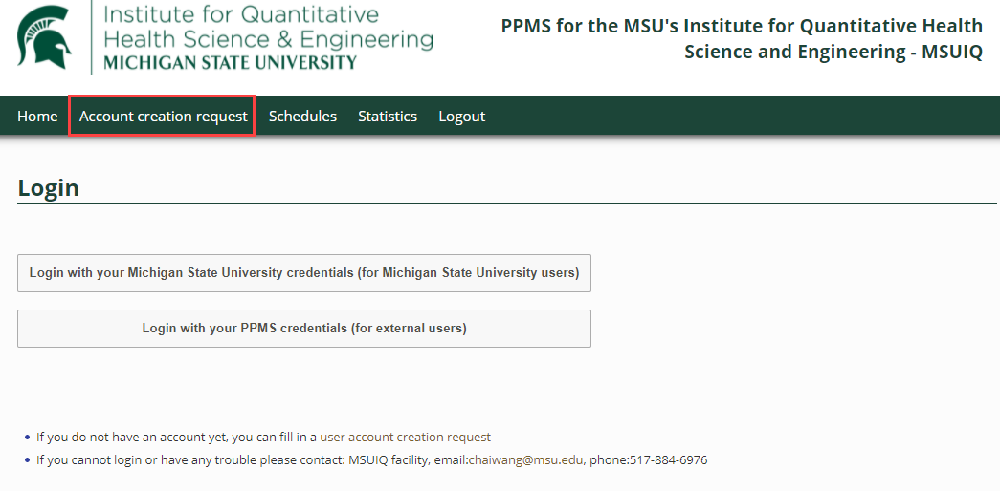 Institute for Quantitative
Health Science & Engineering
MICHIGAN STATE UNIVERSITY
PPMS for the MSU's Institute for Quantitative Health
Science and Engineering - MSUIQ
Home Account creation request Schedules Statistics Logout
Login
Login with your Michigan State University credentials (for Michigan State University users)
Login with your PPMS credentials (for external users)
If you do not have an account yet, you can fill in a user account creation request
If you cannot login or have any trouble please contact: MSUIQ facility, email:chaiwang@msu.edu, phone:517-884-6976